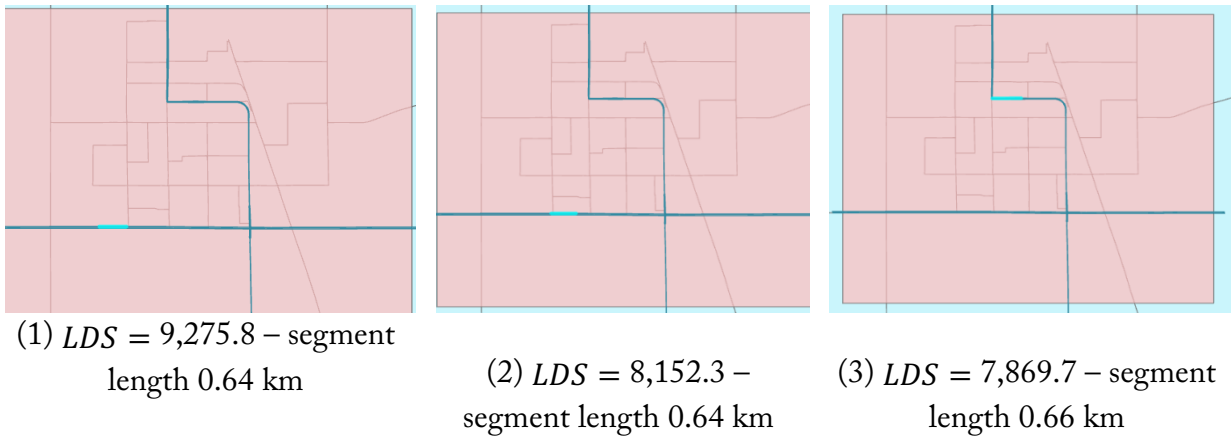 (1) LDS = 9,275.8 – segment
length 0.64 km
(2) LDS = 8,152.3 –
segment length 0.64 km
(3) LDS = 7,869.7 – segment
length 0.66 km